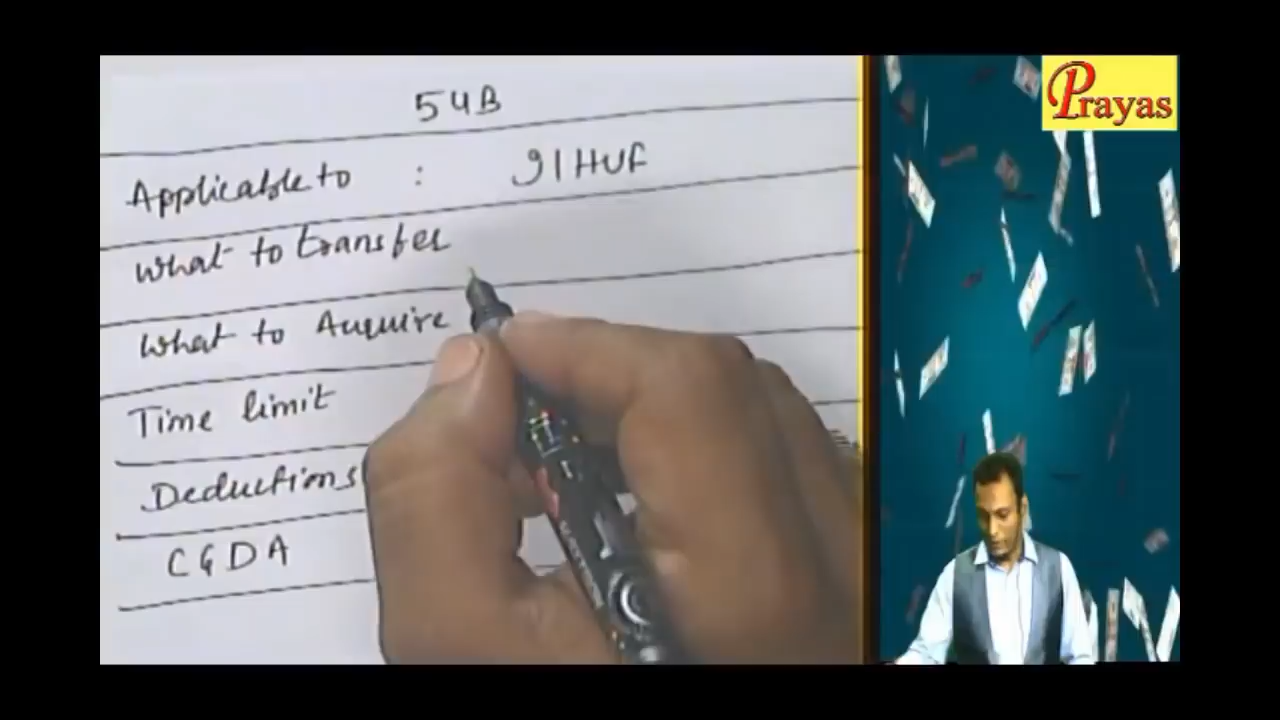 Prayas
54B
Applicable to : I/HUF
What to transfer
What to Acquire
Time limit
Deductions
CGDA